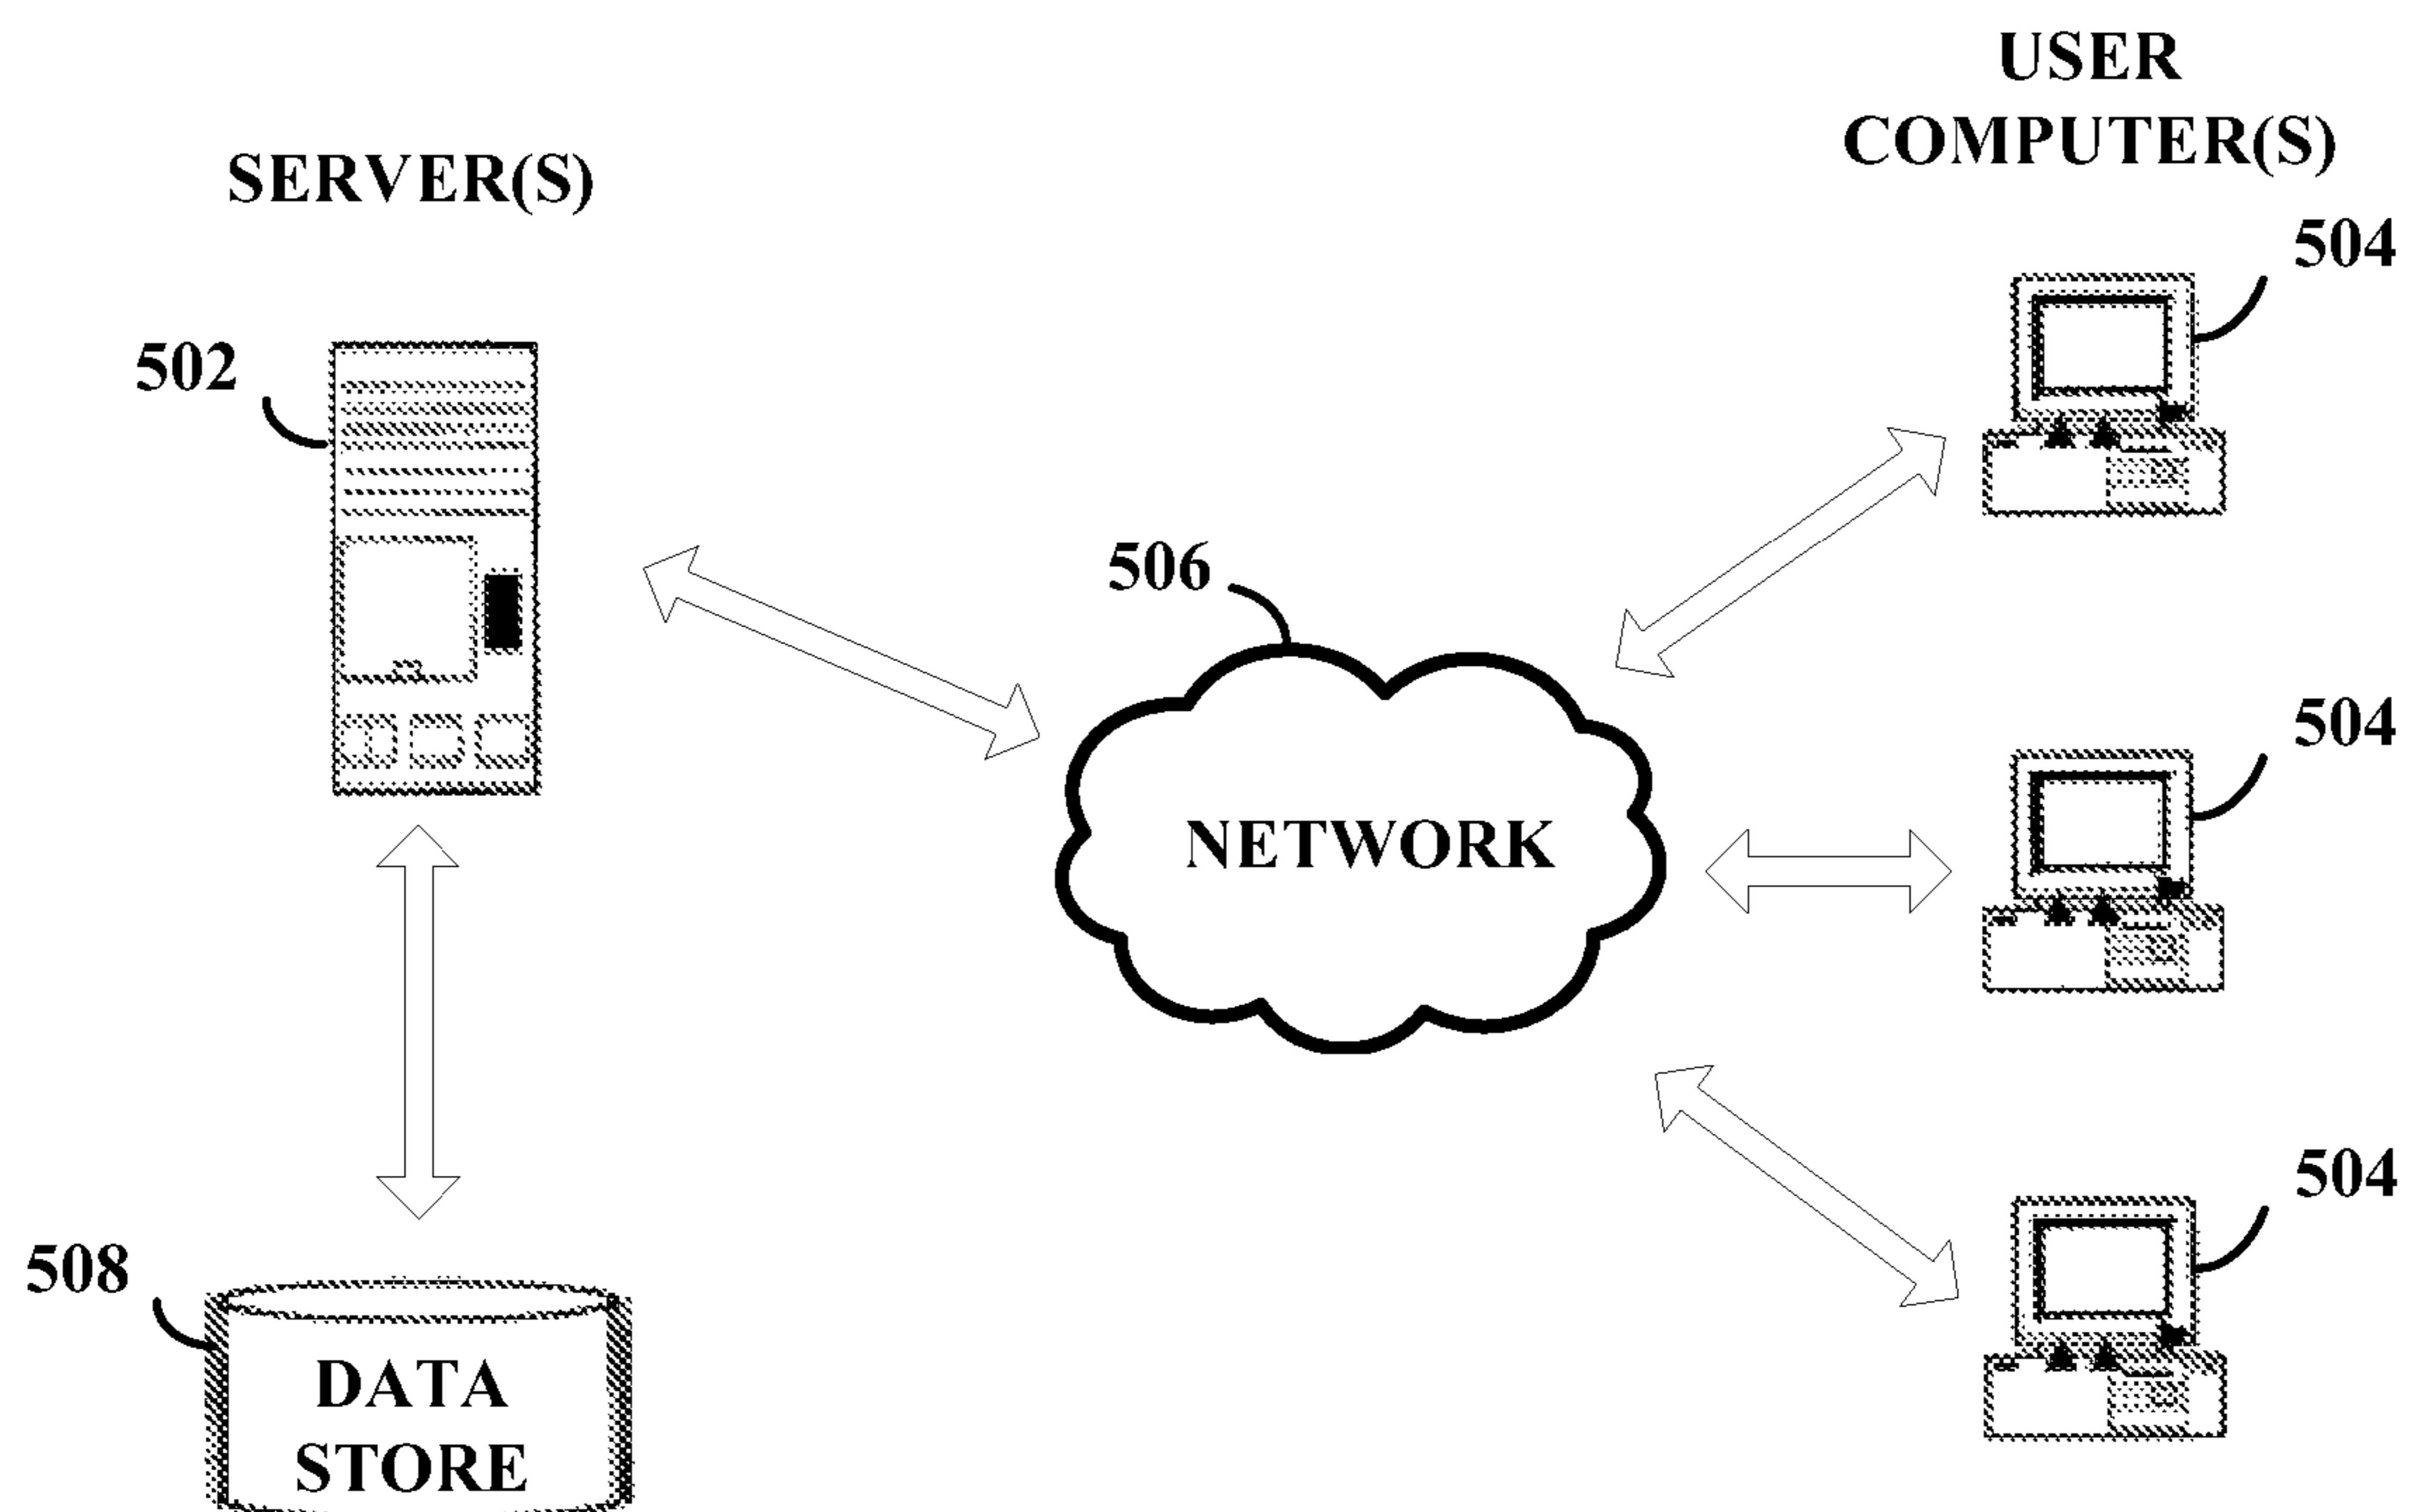 USER
COMPUTER(S)
SERVER(S)
504
502
506
504
NETWORK
504
508
DATA
STORE